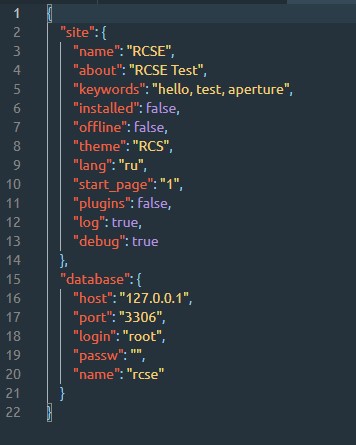 1 {
2 "site": {
3 "name": "RCSE",
4 "about": "RCSE Test",
5 "keywords": "hello, test, aperture",
6 "installed": false,
7 "offline": false,
8 "theme": "RCS",
9 "lang": "ru",
10 "start_page": "1",
11 "plugins": false,
12 "log": true,
13 "debug": true
14 },
15 "database": {
16 "host": "127.0.0.1",
17 "port": "3306",
18 "login": "root",
19 "passw": "",
20 "name": "rcse"
21 }
22 }